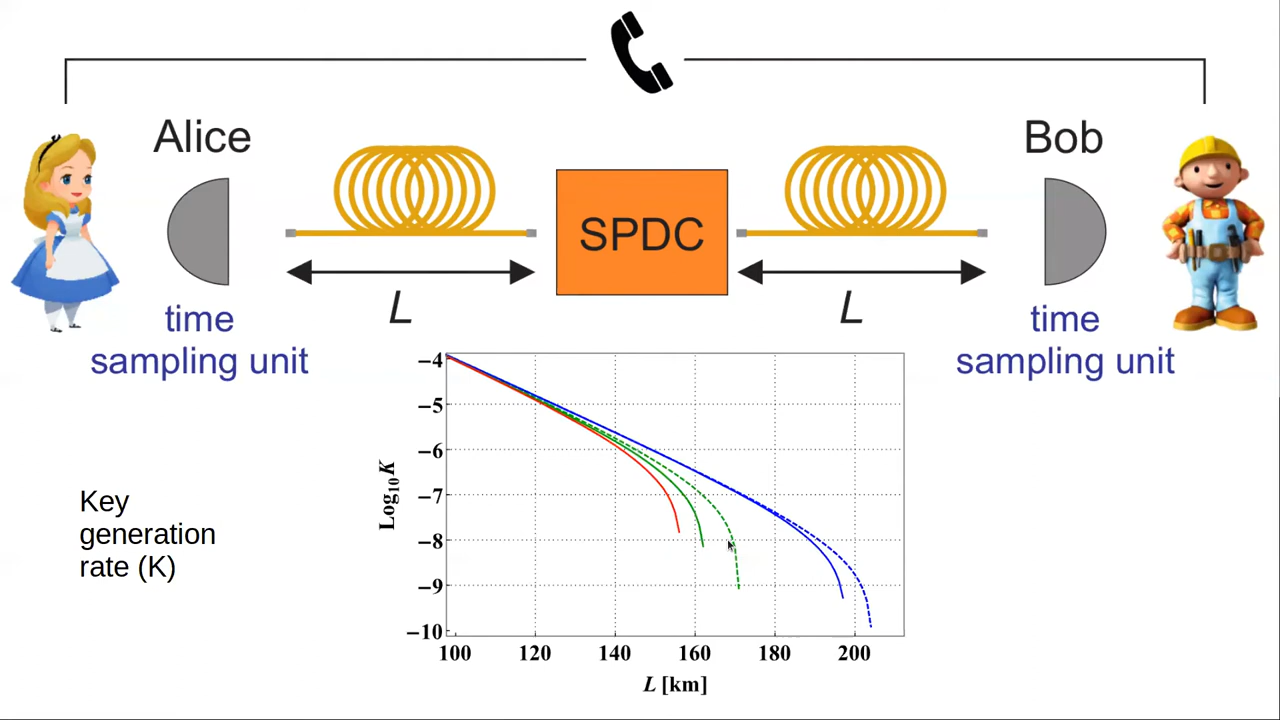 Alice
Bob
SPDC
L
L
time
sampling unit
time
sampling unit
Key
generation
rate (K)
Log10K
−4
−5
−6
−7
−8
−9
−10
100 120 140 160 180 200
L [km]